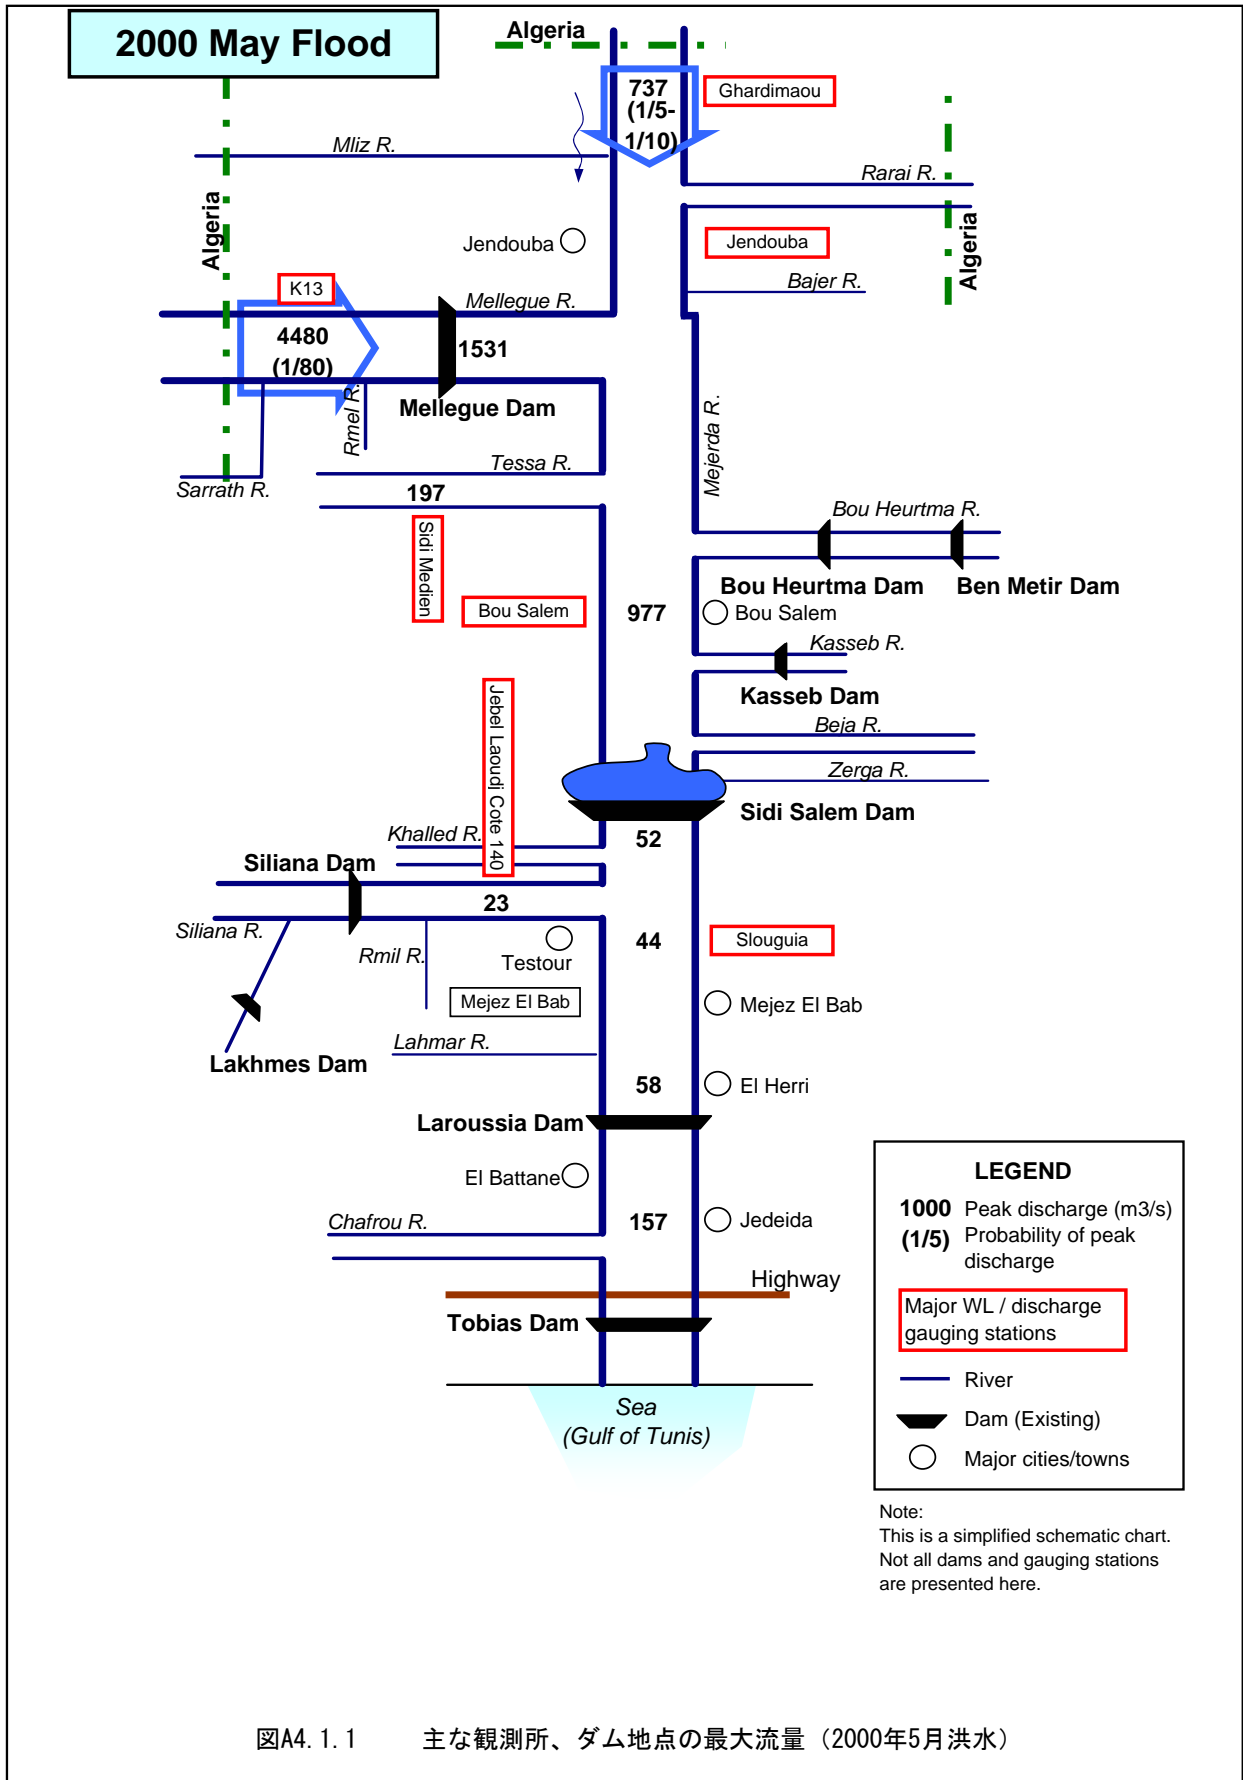 2000 May Flood
Algeria
737
(1/5-
1/10)
Ghardimaou
Mliz R.
Rarai R.
Algeria
Algeria
Jendouba
Jendouba
Bajer R.
K13
Mellegue R.
4480
(1/80)
1531
Mellegue Dam
Rmel R.
Mejerda R.
Sarrath R.
Tessa R.
197
Sidi Medien
Bou Heurtma R.
Bou Heurtma Dam
Ben Metir Dam
Bou Salem
977
Bou Salem
Kasseb R.
Kasseb Dam
Jebel Laoudj Cote 140
Beja R.
Zerga R.
Sidi Salem Dam
Khalled R.
52
Siliana Dam
23
Siliana R.
Rmil R.
Testour
44
Slouguia
Mejez El Bab
Mejez El Bab
Lakhmes Dam
Lahmar R.
58
El Herri
Laroussia Dam
El Battane
Chafrou R.
157
Jedeida
Highway
Tobias Dam
Sea
(Gulf of Tunis)
LEGEND
1000 Peak discharge (m3/s)
(1/5) Probability of peak
discharge
Major WL / discharge
gauging stations
River
Dam (Existing)
Major cities/towns
Note:
This is a simplified schematic chart.
Not all dams and gauging stations
are presented here.
図A4.1.1 主な観測所、ダム地点の最大流量（2000年5月洪水）